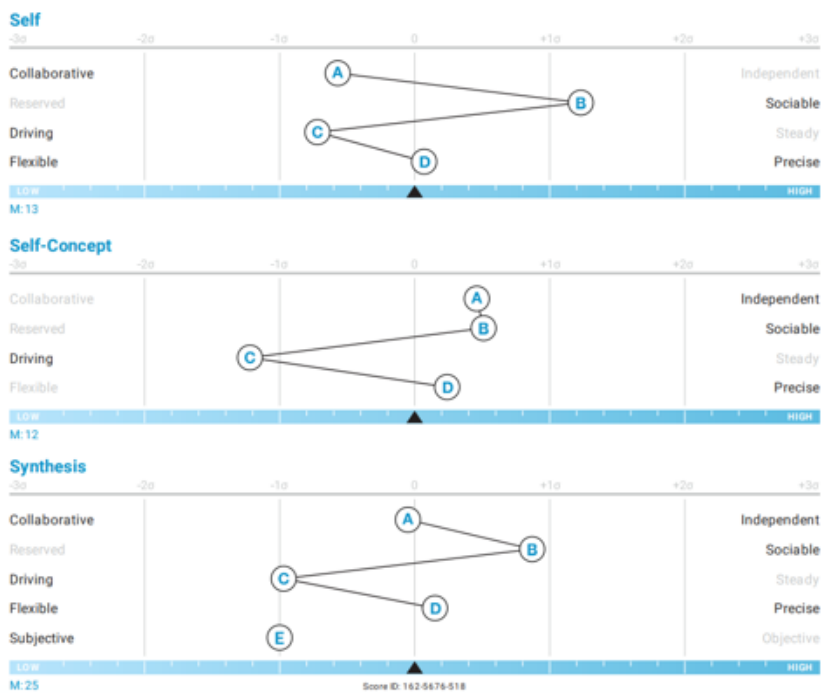 Self
-3σ -2σ -1σ 0 +1σ +2σ +3σ
Collaborative A Independent
Reserved B Sociable
Driving C Steady
Flexible D Precise
LOW HIGH
M:13
Self-Concept
-3σ -2σ -1σ 0 +1σ +2σ +3σ
Collaborative A Independent
Reserved B Sociable
Driving C Steady
Flexible D Precise
LOW HIGH
M:12
Synthesis
-3σ -2σ -1σ 0 +1σ +2σ +3σ
Collaborative A Independent
Reserved B Sociable
Driving C Steady
Flexible D Precise
Subjective E Objective
LOW HIGH
M:25 Score ID: 162-5676-518